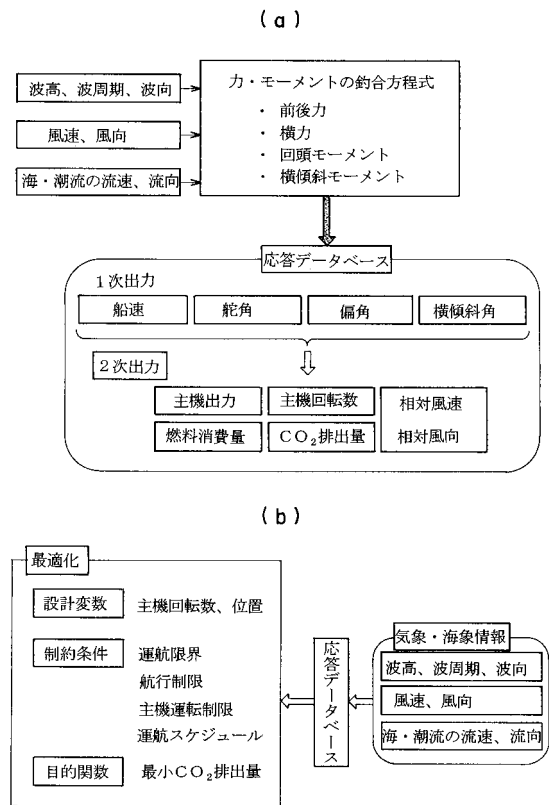 (a)
波高、波周期、波向
風速、風向
海・潮流の流速、流向
力・モーメントの釣合方程式
・ 前後力
・ 横力
・ 回頭モーメント
・ 横傾斜モーメント
応答データベース
1次出力
船速
舵角
偏角
横傾斜角
2次出力
主機出力
主機回転数
相対風速
燃料消費量
CO₂排出量
相対風向
(b)
最適化
設計変数
主機回転数、位置
制約条件
運航限界
航行制限
主機運転制限
運航スケジュール
目的関数
最小CO₂排出量
応答データベース
気象・海象情報
波高、波周期、波向
風速、風向
海・潮流の流速、流向